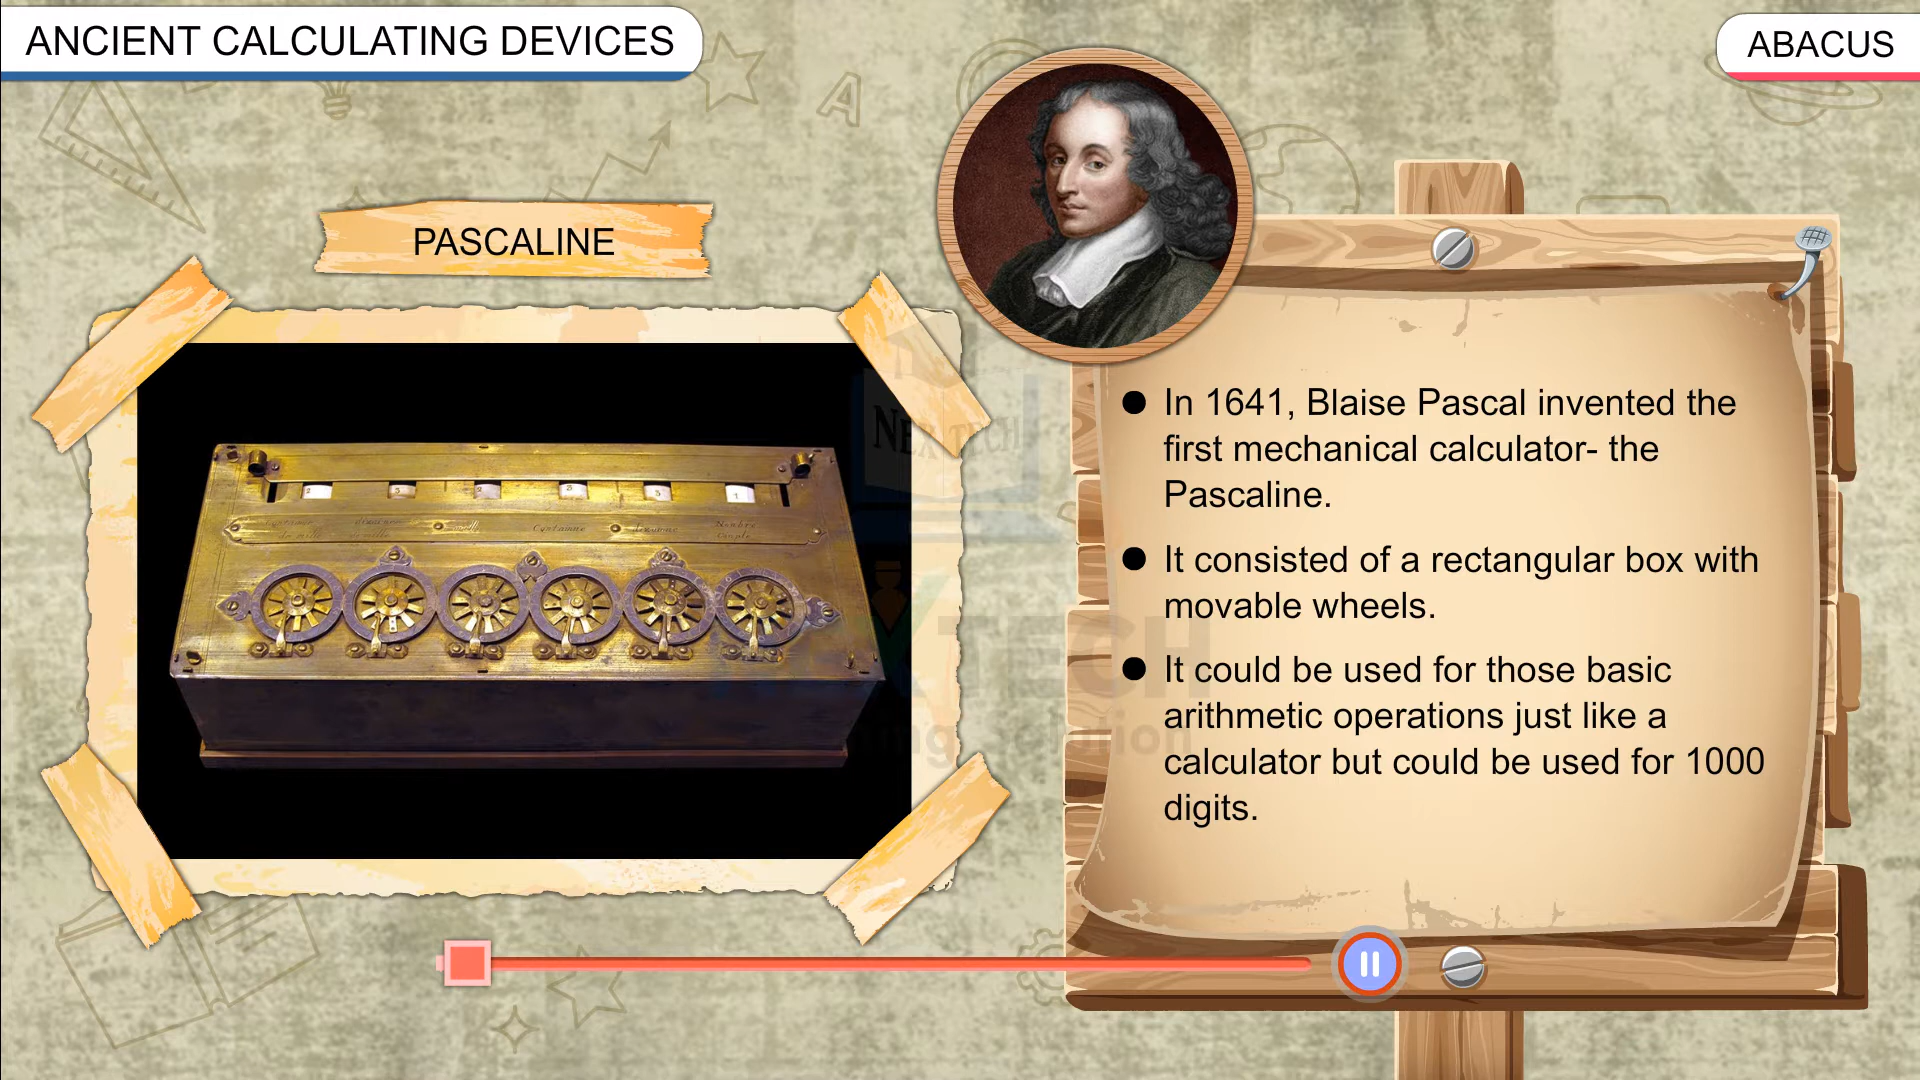 ANCIENT CALCULATING DEVICES
ABACUS
PASCALINE
NEX TECH
● In 1641, Blaise Pascal invented the
first mechanical calculator- the
Pascaline.
● It consisted of a rectangular box with
movable wheels.
● It could be used for those basic
arithmetic operations just like a
calculator but could be used for 1000
digits.